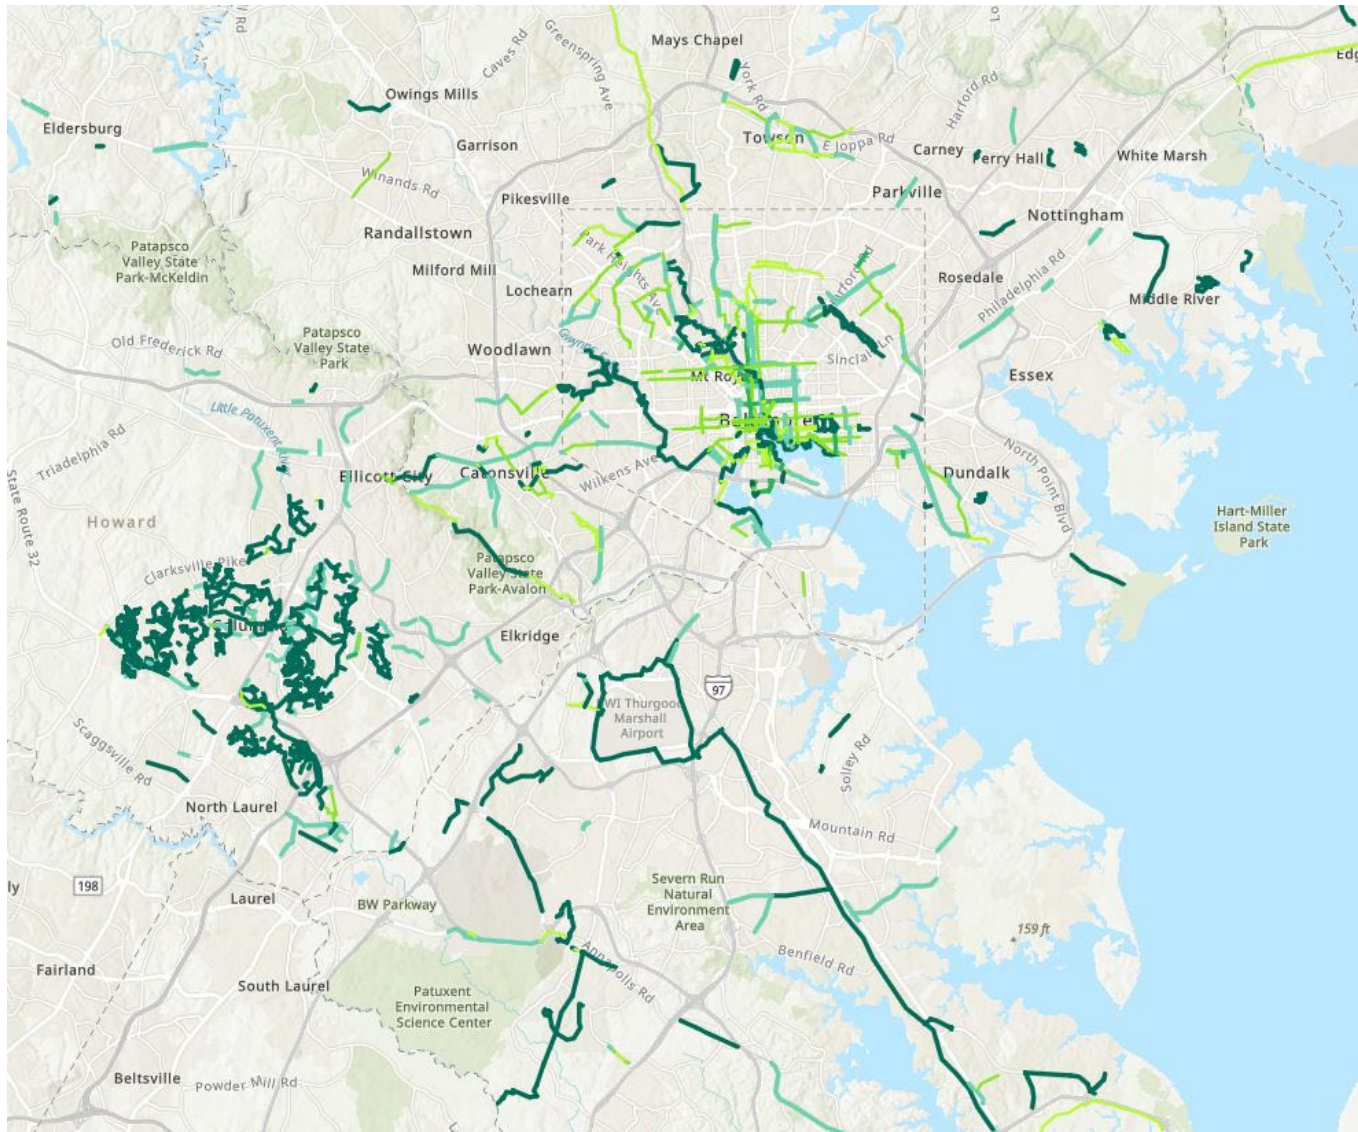 Mays Chapel
Caves Rd
Greenspring Ave
York Rd
Harford Rd
Owings Mills
Eldersburg
Garrison
Towson
E Joppa Rd
Carney
Perry Hall
White Marsh
Winands Rd
Pikesville
Parkville
Nottingham
Randallstown
Park Heights Ave
Patapsco
Valley State
Park-McKeldin
Milford Mill
Lochearn
Rosedale
Philadelphia Rd
Middle River
Patapsco
Valley State
Park
Old Frederick Rd
Woodlawn
Sinclair Ln
Essex
Little Patuxent
Triadelphia Rd
State Route 32
Ellicott City
Catonsville
Wilkens Ave
Dundalk
North Point Blvd
Howard
Hart-Miller
Island State
Park
Clarksville Pike
Patapsco
Valley State
Park-Avalon
Elkridge
97
WI Thurgood
Marshall
Airport
Scaggsville Rd
Solley Rd
North Laurel
Mountain Rd
198
Laurel
BW Parkway
Severn Run
Natural
Environment
Area
159 ft
Benfield Rd
Annapolis Rd
Fairland
South Laurel
Patuxent
Environmental
Science Center
Beltsville
Powder Mill Rd